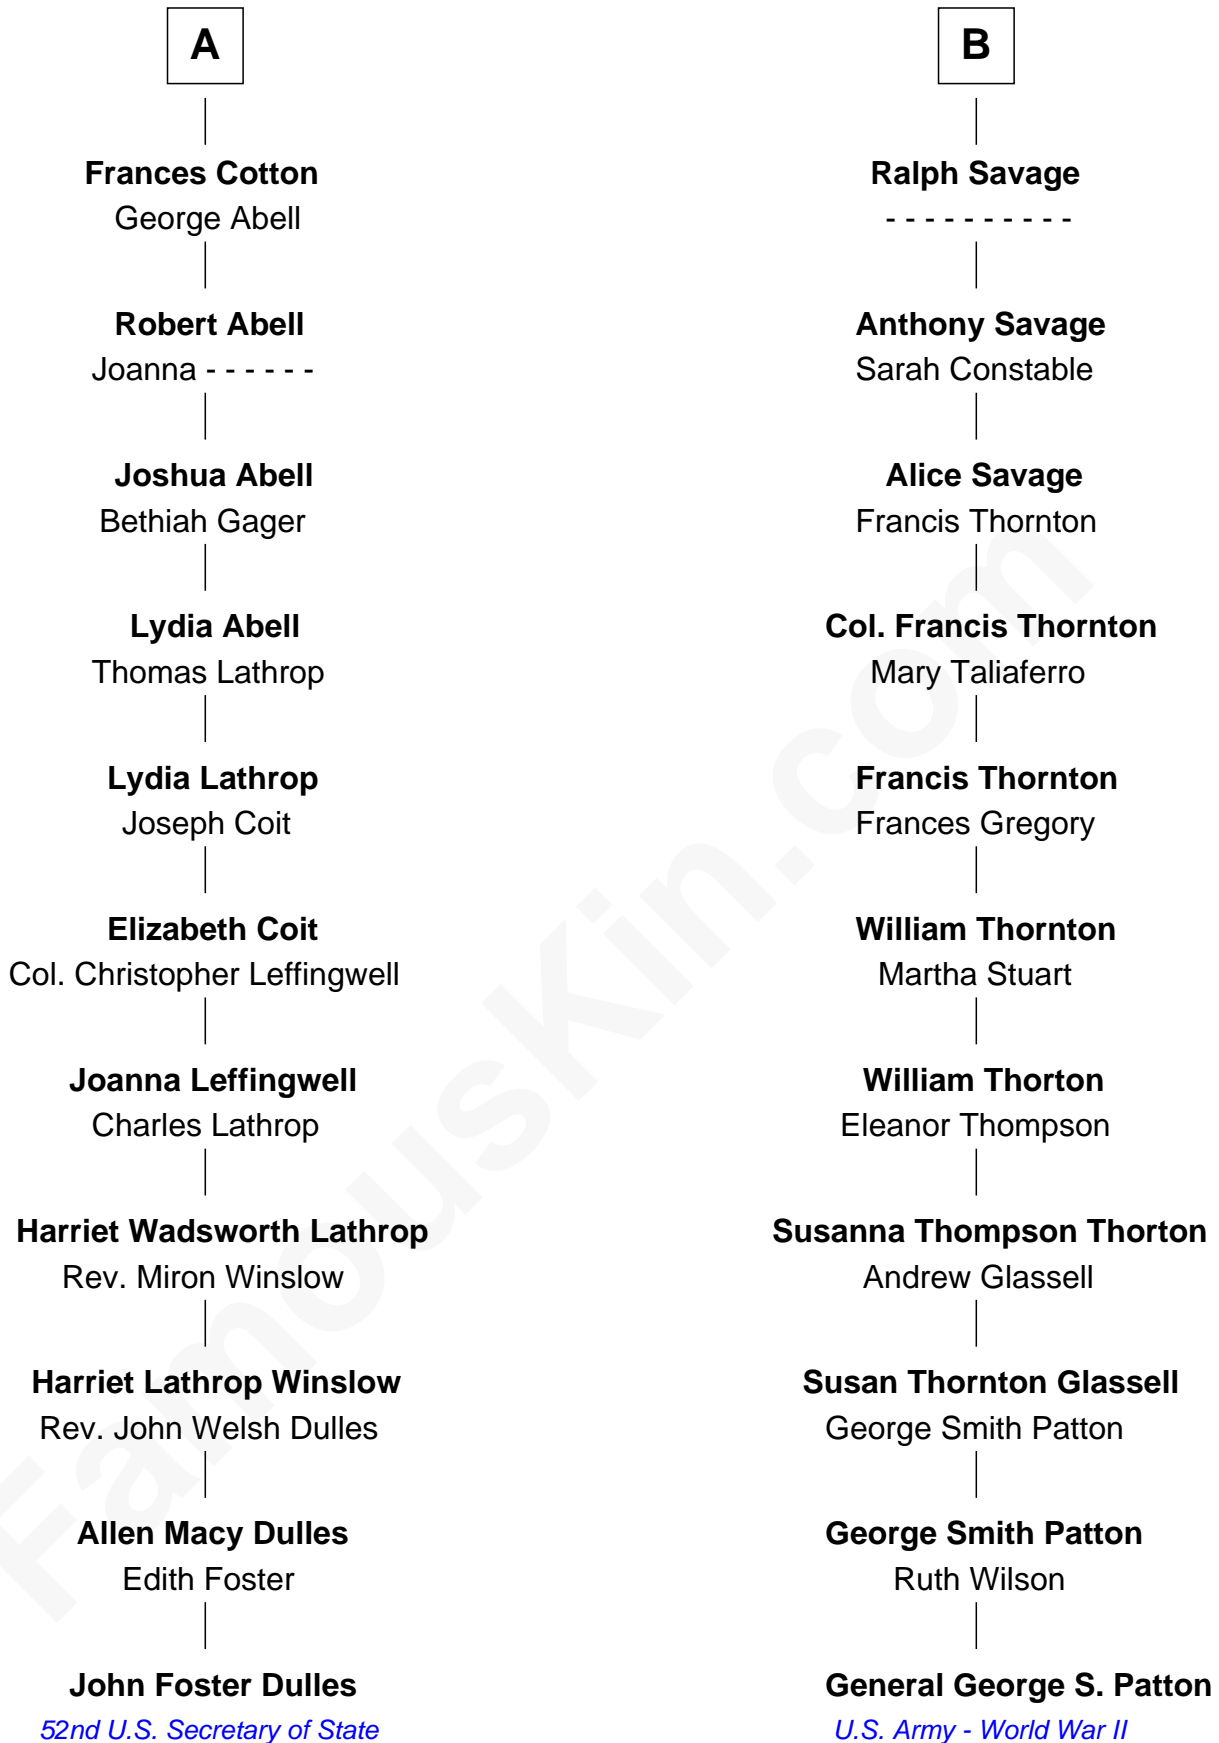 A
Frances Cotton
George Abell
Robert Abell
Joanna - - - - - -
Joshua Abell
Bethiah Gager
Lydia Abell
Thomas Lathrop
Lydia Lathrop
Joseph Coit
Elizabeth Coit
Col. Christopher Leffingwell
Joanna Leffingwell
Charles Lathrop
Harriet Wadsworth Lathrop
Rev. Miron Winslow
Harriet Lathrop Winslow
Rev. John Welsh Dulles
Allen Macy Dulles
Edith Foster
John Foster Dulles
52nd U.S. Secretary of State
B
Ralph Savage
- - - - - - - - - -
Anthony Savage
Sarah Constable
Alice Savage
Francis Thornton
Col. Francis Thornton
Mary Taliaferro
Francis Thornton
Frances Gregory
William Thornton
Martha Stuart
William Thorton
Eleanor Thompson
Susanna Thompson Thorton
Andrew Glassell
Susan Thornton Glassell
George Smith Patton
George Smith Patton
Ruth Wilson
General George S. Patton
U.S. Army - World War II
FamousKin.com